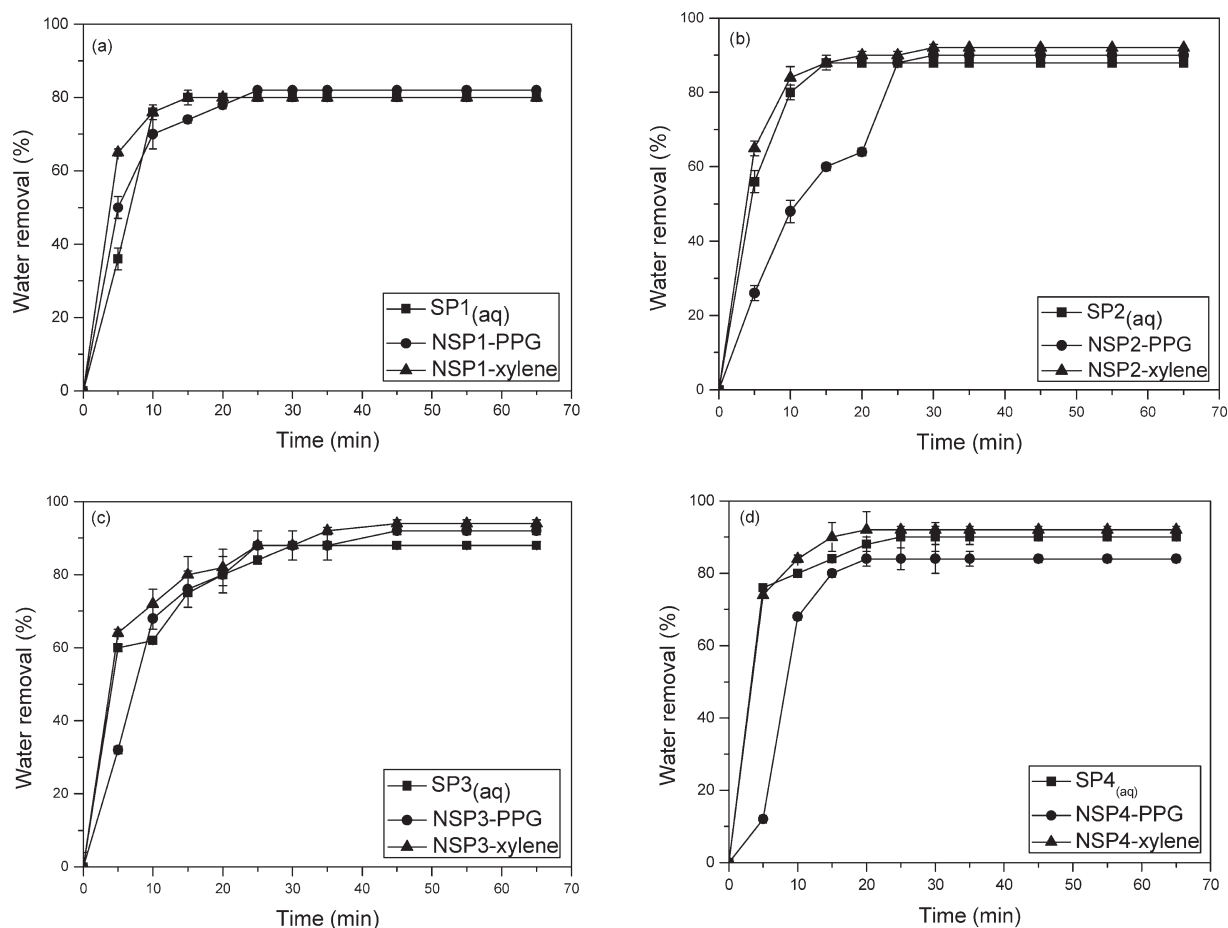 (a)
Water removal (%)
100
80
60
40
20
0
SP1(aq)
NSP1-PPG
NSP1-xylene
0 10 20 30 40 50 60 70
Time (min)
(b)
Water removal (%)
100
80
60
40
20
0
SP2(aq)
NSP2-PPG
NSP2-xylene
0 10 20 30 40 50 60 70
Time (min)
(c)
Water removal (%)
100
80
60
40
20
0
SP3(aq)
NSP3-PPG
NSP3-xylene
0 10 20 30 40 50 60 70
Time (min)
(d)
Water removal (%)
100
80
60
40
20
0
SP4(aq)
NSP4-PPG
NSP4-xylene
0 10 20 30 40 50 60 70
Time (min)